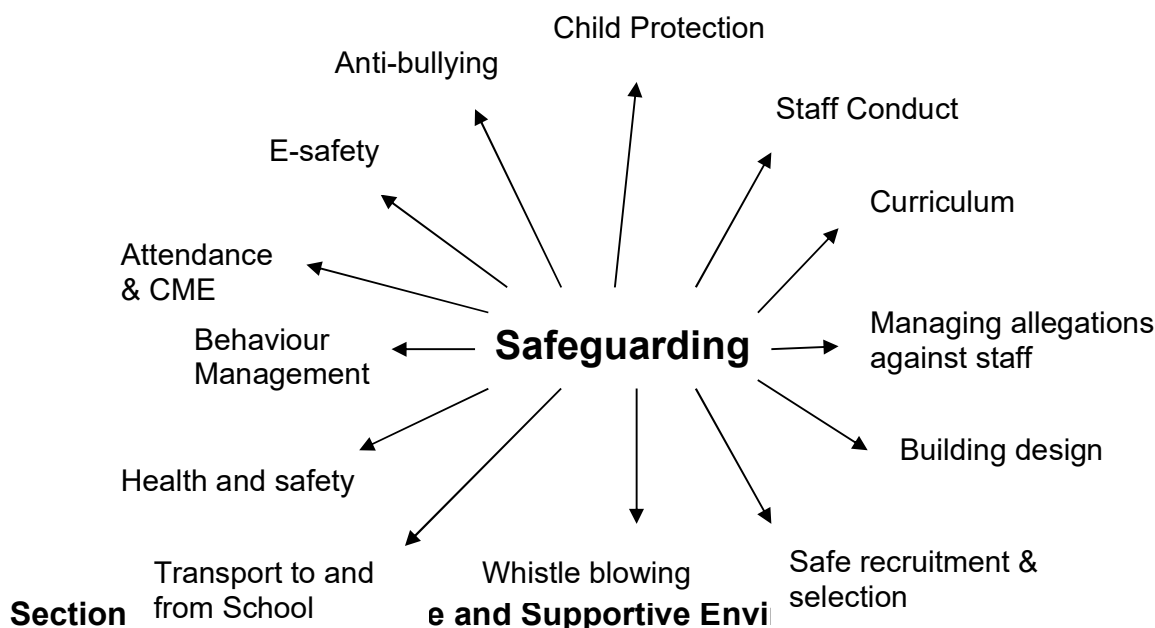 Child Protection
Anti-bullying
Staff Conduct
E-safety
Curriculum
Attendance
& CME
Managing allegations
against staff
Behaviour
Management
Safeguarding
Building design
Health and safety
Transport to and
from School
Whistle blowing
Safe recruitment &
selection
Section e and Supportive Envi